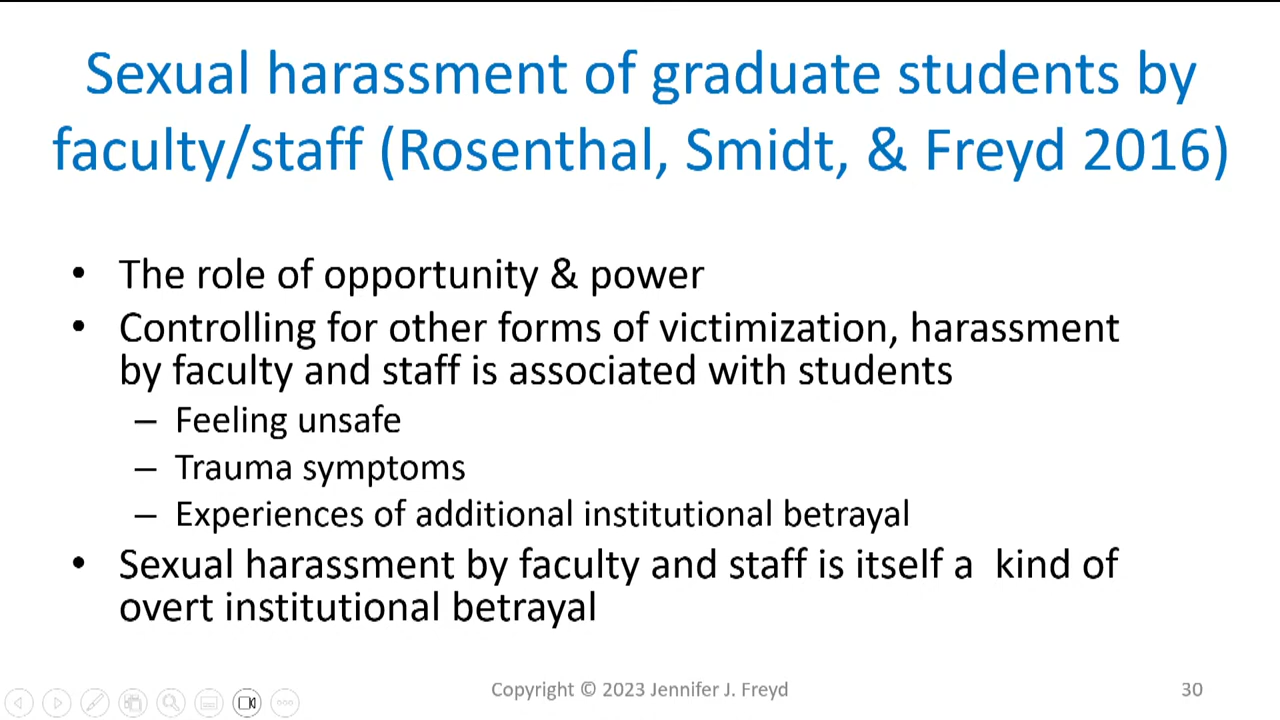 Sexual harassment of graduate students by
faculty/staff (Rosenthal, Smidt, & Freyd 2016)
• The role of opportunity & power
• Controlling for other forms of victimization, harassment
by faculty and staff is associated with students
– Feeling unsafe
– Trauma symptoms
– Experiences of additional institutional betrayal
• Sexual harassment by faculty and staff is itself a  kind of
overt institutional betrayal
Copyright © 2023 Jennifer J. Freyd
30